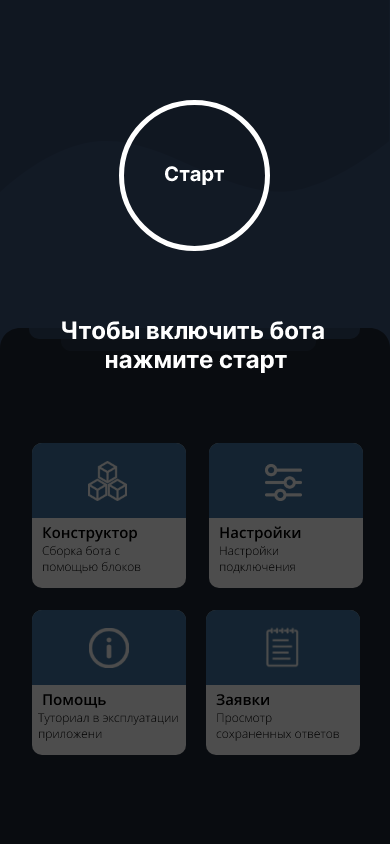 Старт
Чтобы включить бота
нажмите старт
Конструктор
Сборка бота с
помощью блоков
Настройки
Настройки
подключения
Помощь
Туториал в эксплуатации
приложени
Заявки
Просмотр
сохраненных ответов